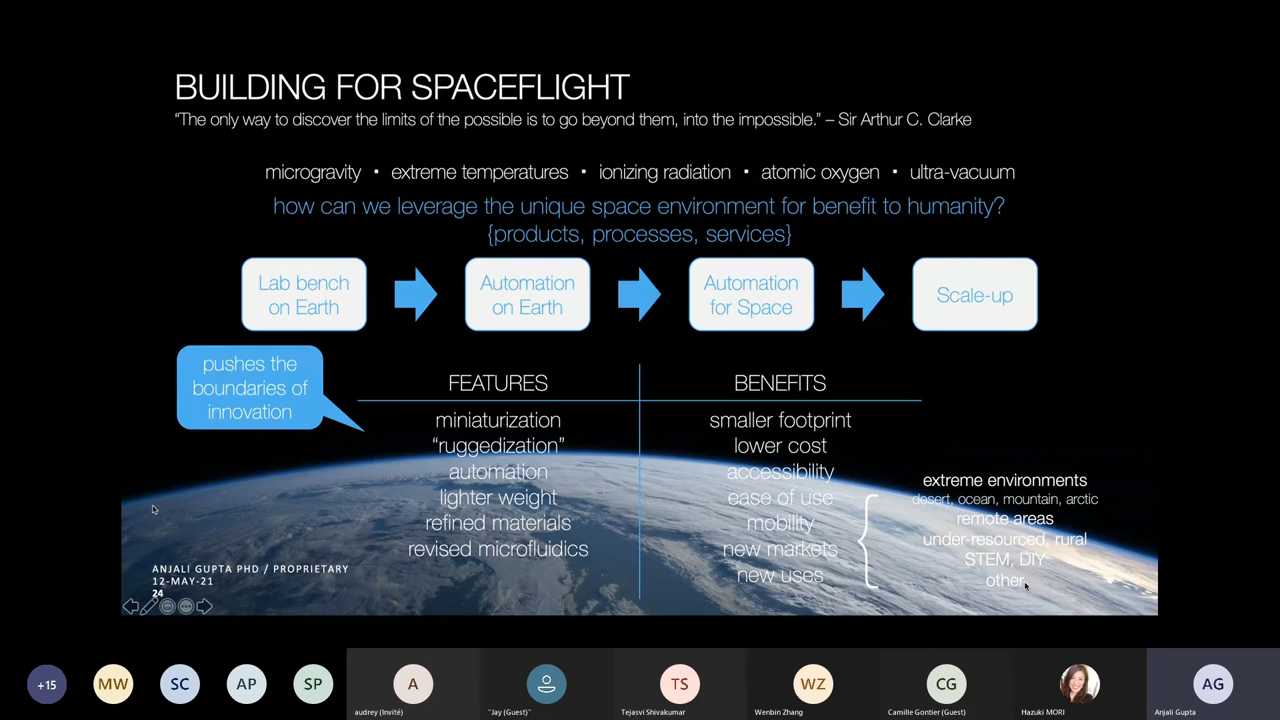 BUILDING FOR SPACEFLIGHT
“The only way to discover the limits of the possible is to go beyond them, into the impossible.” – Sir Arthur C. Clarke
microgravity ▪ extreme temperatures ▪ ionizing radiation ▪ atomic oxygen ▪ ultra-vacuum
how can we leverage the unique space environment for benefit to humanity?
{products, processes, services}
Lab bench
on Earth
Automation
on Earth
Automation
for Space
Scale-up
pushes the
boundaries of
innovation
FEATURES
miniaturization
“ruggedization”
automation
lighter weight
refined materials
revised microfluidics
BENEFITS
smaller footprint
lower cost
accessibility
ease of use
mobility
new markets
new uses
extreme environments
desert, ocean, mountain, arctic
remote areas
under-resourced, rural
STEM, DIY
other
ANJALI GUPTA PHD / PROPRIETARY
12-MAY-21
24
+15
MW
SC
AP
SP
A
audrey (Invité)
"Jay (Guest)"
TS
Tejasvi Shivakumar
WZ
Wenbin Zhang
CG
Camille Gontier (Guest)
Hazuki MORI
AG
Anjali Gupta